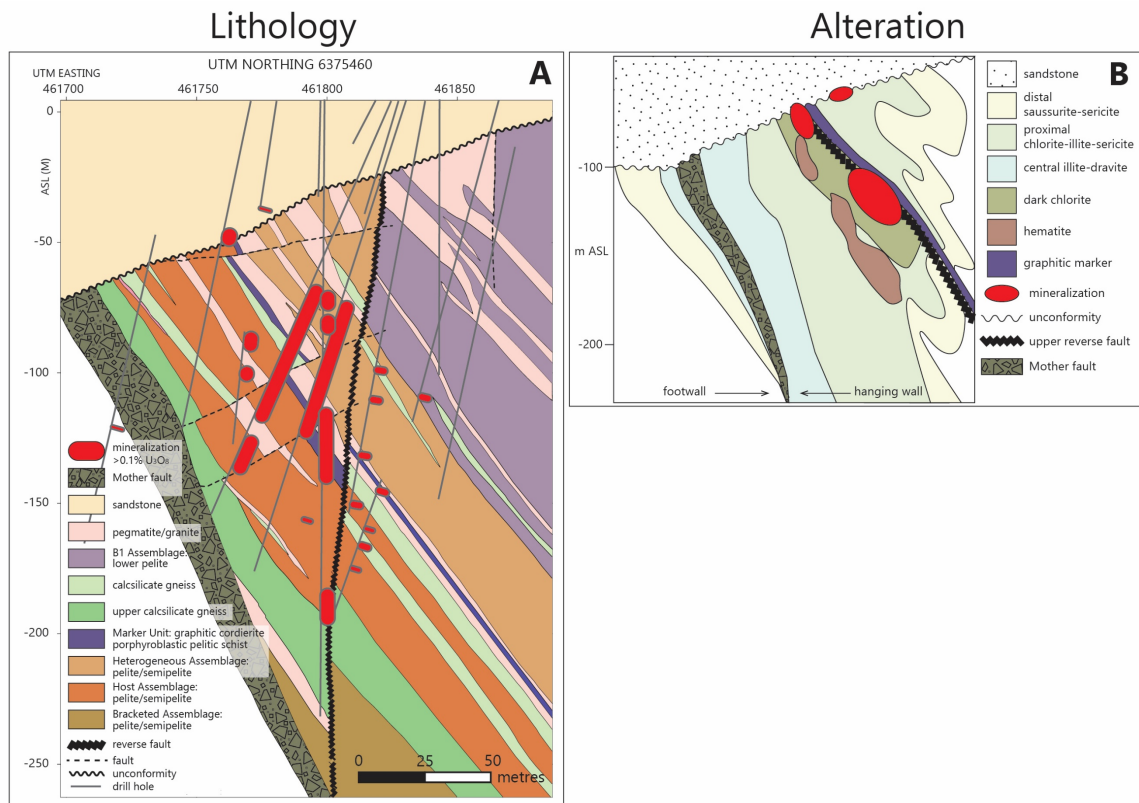 Lithology
Alteration
UTM NORTHING 6375460
A
UTM EASTING
461700
461750
461800
461850
0
-50
-100
-150
-200
-250
ASL (M)
mineralization
>0.1% U3O8
Mother fault
sandstone
pegmatite/granite
B1 Assemblage:
lower pelite
calcsilicate gneiss
upper calcsilicate gneiss
Marker Unit: graphitic cordierite
porphyroblastic pelitic schist
Heterogeneous Assemblage:
pelite/semipelite
Host Assemblage:
pelite/semipelite
Bracketed Assemblage:
pelite/semipelite
reverse fault
fault
unconformity
drill hole
0 25 50
metres
B
-100
m ASL
-200
footwall
hanging wall
sandstone
distal
saussurite-sericite
proximal
chlorite-illite-sericite
central illite-dravite
dark chlorite
hematite
graphitic marker
mineralization
unconformity
upper reverse fault
Mother fault